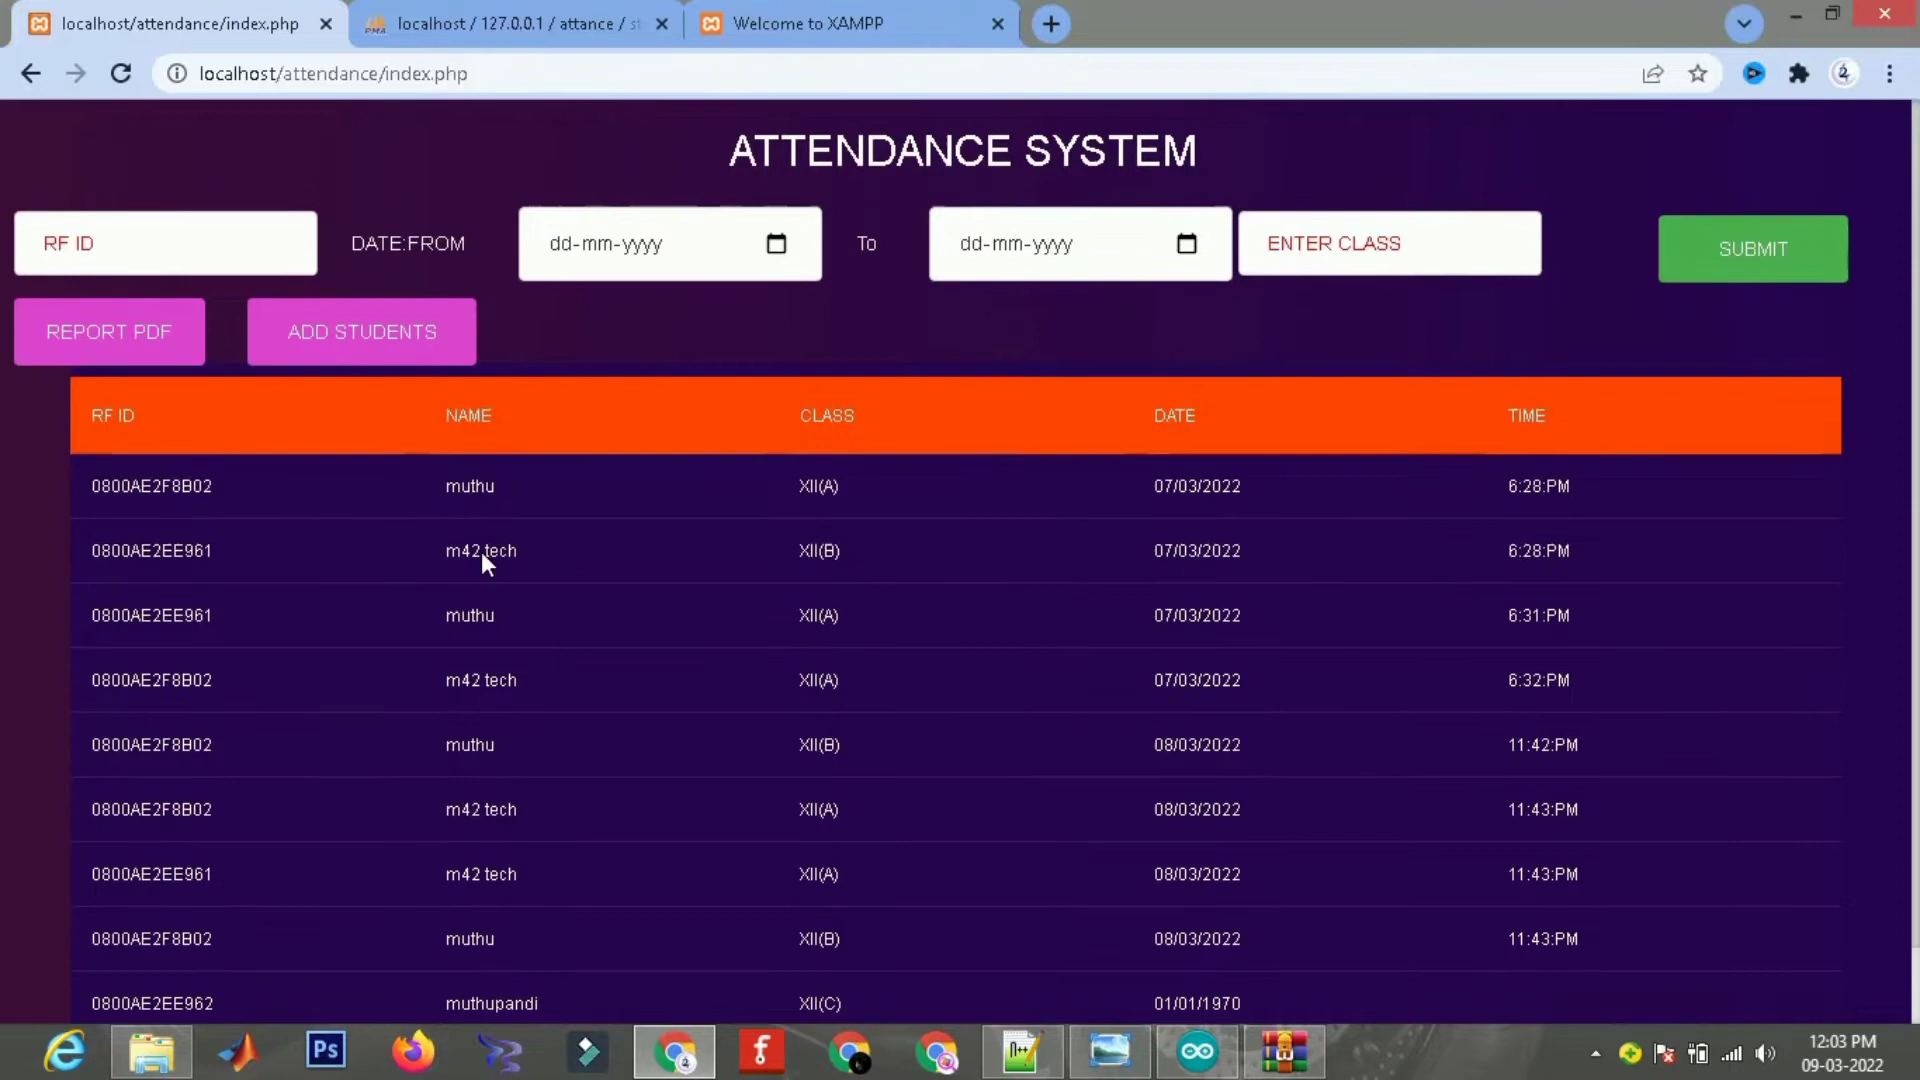 localhost/attendance/index.php
localhost / 127.0.0.1 / attance / st
Welcome to XAMPP
localhost/attendance/index.php
ATTENDANCE SYSTEM
RF ID DATE:FROM dd-mm-yyyy To dd-mm-yyyy ENTER CLASS SUBMIT
REPORT PDF ADD STUDENTS
RF ID NAME CLASS DATE TIME
0800AE2F8B02 muthu XII(A) 07/03/2022 6:28:PM
0800AE2EE961 m42 tech XII(B) 07/03/2022 6:28:PM
0800AE2EE961 muthu XII(A) 07/03/2022 6:31:PM
0800AE2F8B02 m42 tech XII(A) 07/03/2022 6:32:PM
0800AE2F8B02 muthu XII(B) 08/03/2022 11:42:PM
0800AE2F8B02 m42 tech XII(A) 08/03/2022 11:43:PM
0800AE2EE961 m42 tech XII(A) 08/03/2022 11:43:PM
0800AE2F8B02 muthu XII(B) 08/03/2022 11:43:PM
0800AE2EE962 muthupandi XII(C) 01/01/1970
Ps
12:03 PM
09-03-2022